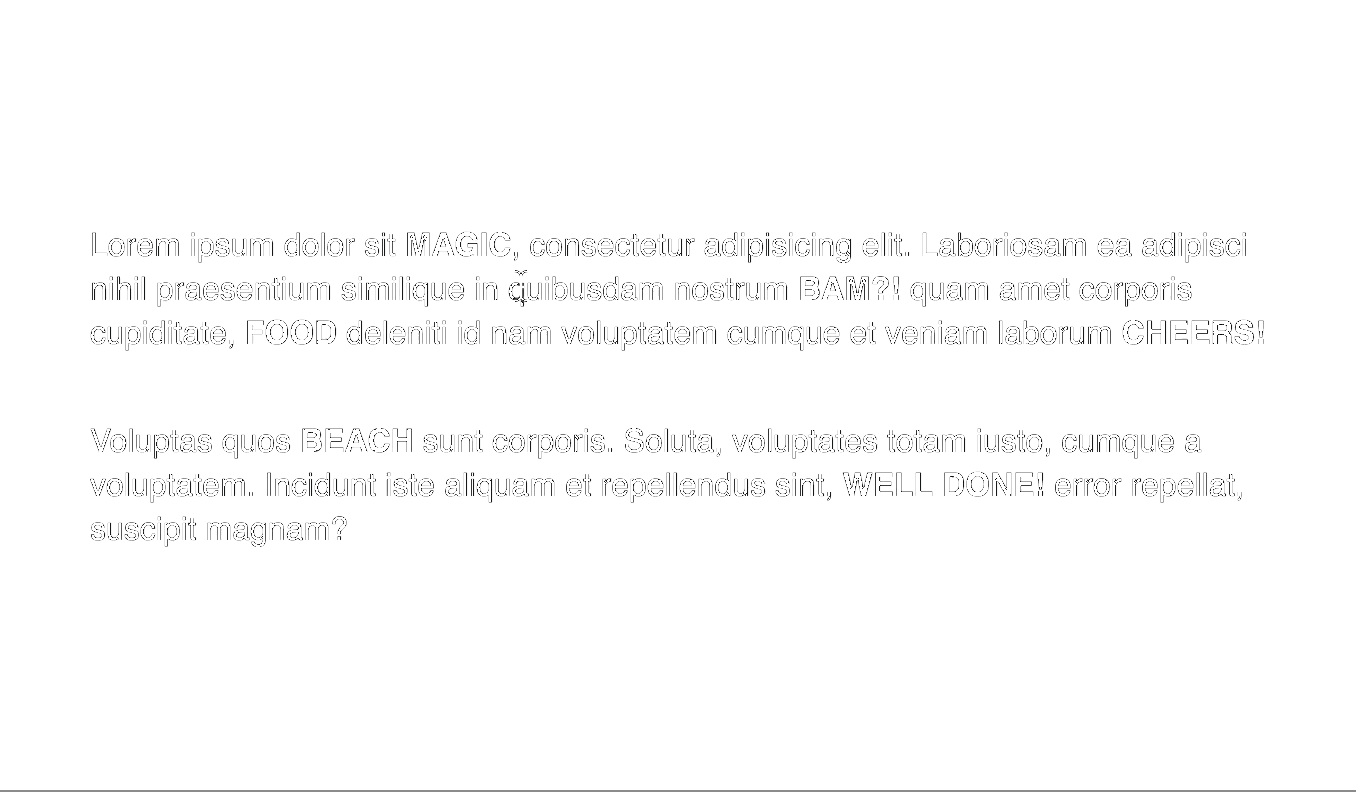 Lorem ipsum dolor sit MAGIC, consectetur adipisicing elit. Laboriosam ea adipisci
nihil praesentium similique in quibusdam nostrum BAM?! quam amet corporis
cupiditate, FOOD deleniti id nam voluptatem cumque et veniam laborum CHEERS!
Voluptas quos BEACH sunt corporis. Soluta, voluptates totam iusto, cumque a
voluptatem. Incidunt iste aliquam et repellendus sint, WELL DONE! error repellat,
suscipit magnam?